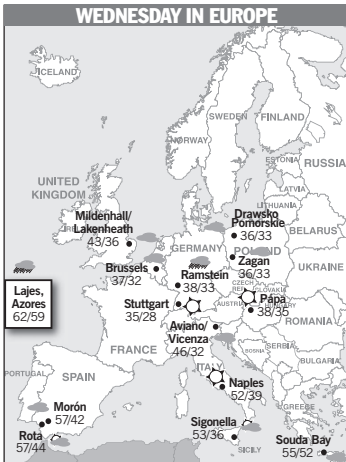 WEDNESDAY IN EUROPE
ICELAND
SWEDEN
FINLAND
NORWAY
ESTONIA
RUSSIA
LATVIA
LITHUANIA
UNITED
KINGDOM
Mildenhall/
Lakenheath
43/36
Drawsko
Pomorskie
36/33
BELARUS
GERMANY
POLAND
Zagan
36/33
UKRAINE
Brussels
37/32
Ramstein
38/33
CZECH
Lajes,
Azores
62/59
Stuttgart
35/28
AUSTRIA
Pápa
38/35
ROMANIA
Aviano/
Vicenza
46/32
FRANCE
BOSNIA
SERBIA
BULGARIA
ITALY
PORTUGAL
SPAIN
Naples
52/39
Morón
57/42
GREECE
Rota
57/44
Sigonella
53/36
SICILY
Souda Bay
55/52